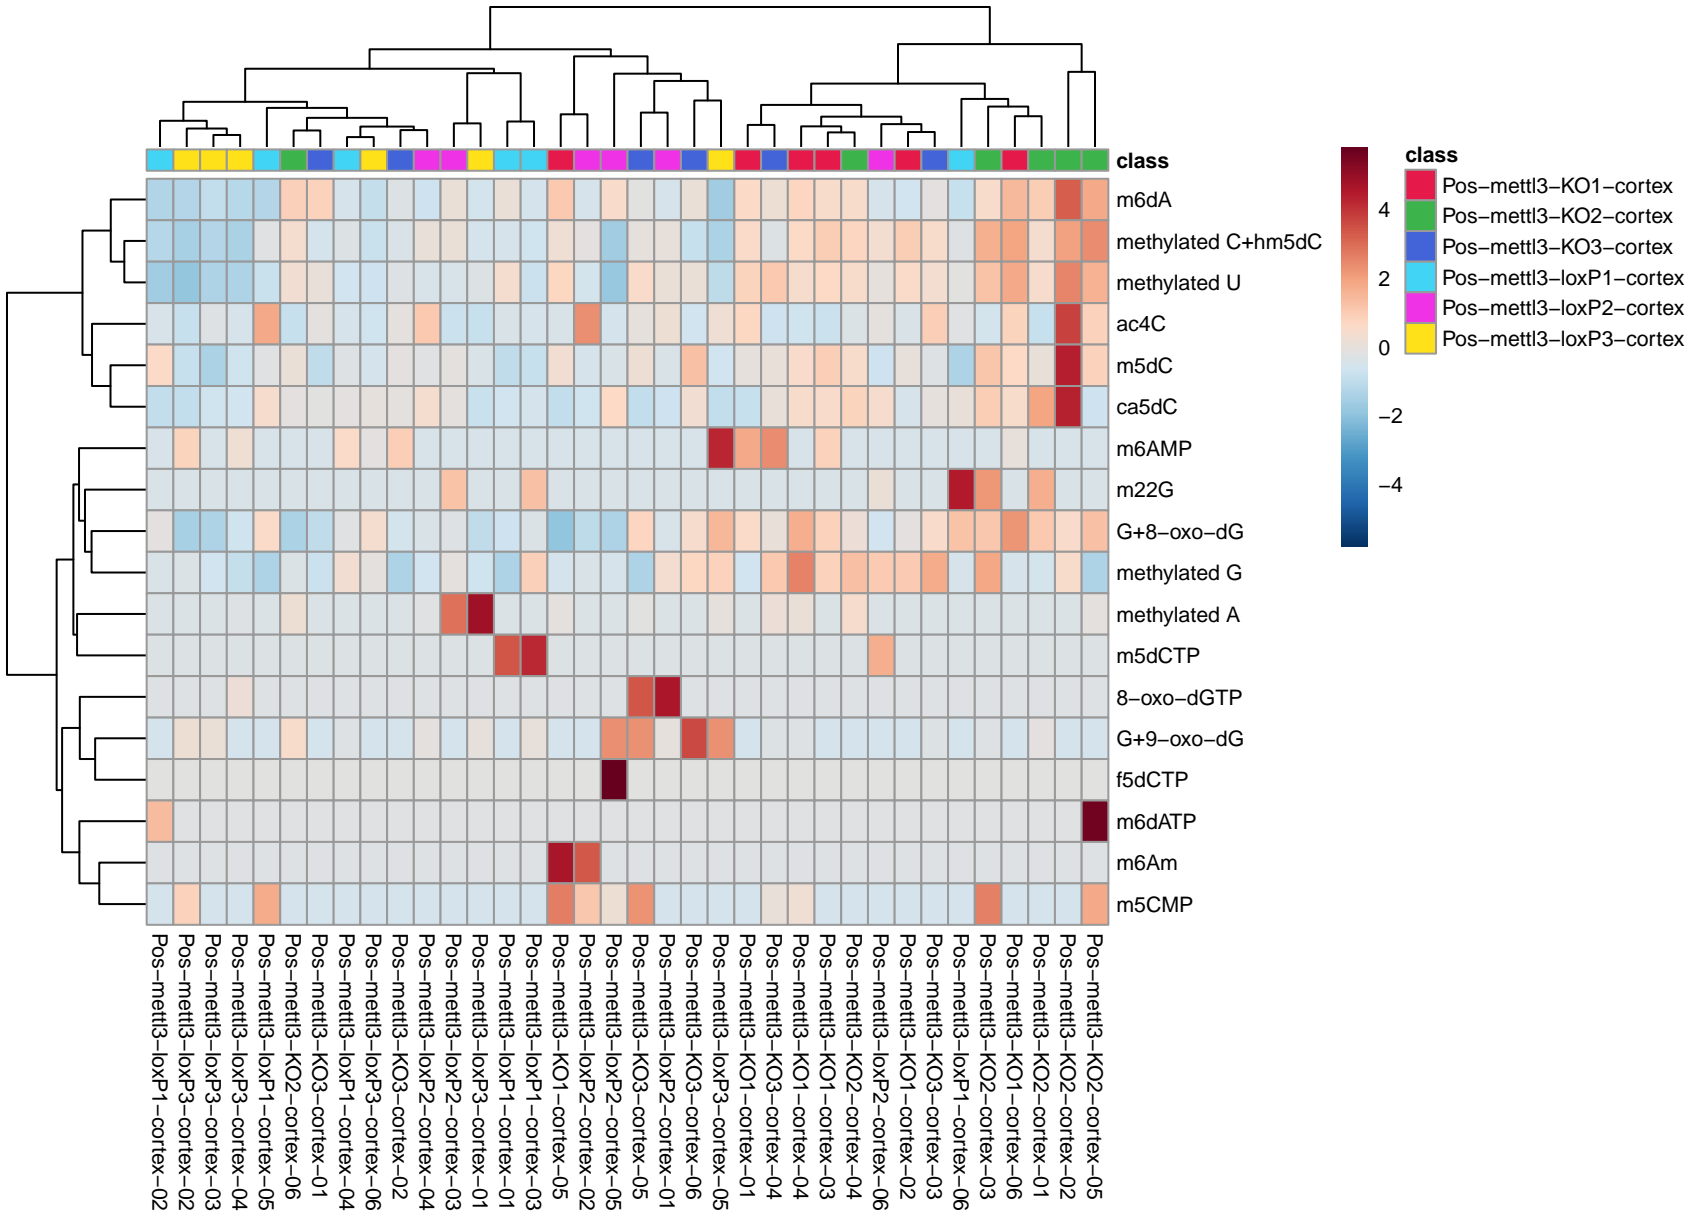 class
m6dA
methylated C+hm5dC
methylated U
ac4C
m5dC
ca5dC
m6AMP
m22G
G+8−oxo−dG
methylated G
methylated A
m5dCTP
8−oxo−dGTP
G+9−oxo−dG
f5dCTP
m6dATP
m6Am
m5CMP
Pos−mettl3−loxP1−cortex−02
Pos−mettl3−loxP3−cortex−02
Pos−mettl3−loxP3−cortex−03
Pos−mettl3−loxP3−cortex−04
Pos−mettl3−loxP1−cortex−05
Pos−mettl3−KO2−cortex−06
Pos−mettl3−KO3−cortex−01
Pos−mettl3−loxP1−cortex−04
Pos−mettl3−loxP3−cortex−06
Pos−mettl3−KO3−cortex−02
Pos−mettl3−loxP2−cortex−04
Pos−mettl3−loxP2−cortex−03
Pos−mettl3−loxP3−cortex−01
Pos−mettl3−loxP1−cortex−01
Pos−mettl3−loxP1−cortex−03
Pos−mettl3−KO1−cortex−05
Pos−mettl3−loxP2−cortex−02
Pos−mettl3−loxP2−cortex−05
Pos−mettl3−KO3−cortex−05
Pos−mettl3−loxP2−cortex−01
Pos−mettl3−KO3−cortex−06
Pos−mettl3−loxP3−cortex−05
Pos−mettl3−KO1−cortex−01
Pos−mettl3−KO3−cortex−04
Pos−mettl3−KO1−cortex−04
Pos−mettl3−KO1−cortex−03
Pos−mettl3−KO2−cortex−04
Pos−mettl3−loxP2−cortex−06
Pos−mettl3−KO1−cortex−02
Pos−mettl3−KO3−cortex−03
Pos−mettl3−loxP1−cortex−06
Pos−mettl3−KO2−cortex−03
Pos−mettl3−KO1−cortex−06
Pos−mettl3−KO2−cortex−01
Pos−mettl3−KO2−cortex−02
Pos−mettl3−KO2−cortex−05
4
2
0
−2
−4
class
Pos−mettl3−KO1−cortex
Pos−mettl3−KO2−cortex
Pos−mettl3−KO3−cortex
Pos−mettl3−loxP1−cortex
Pos−mettl3−loxP2−cortex
Pos−mettl3−loxP3−cortex